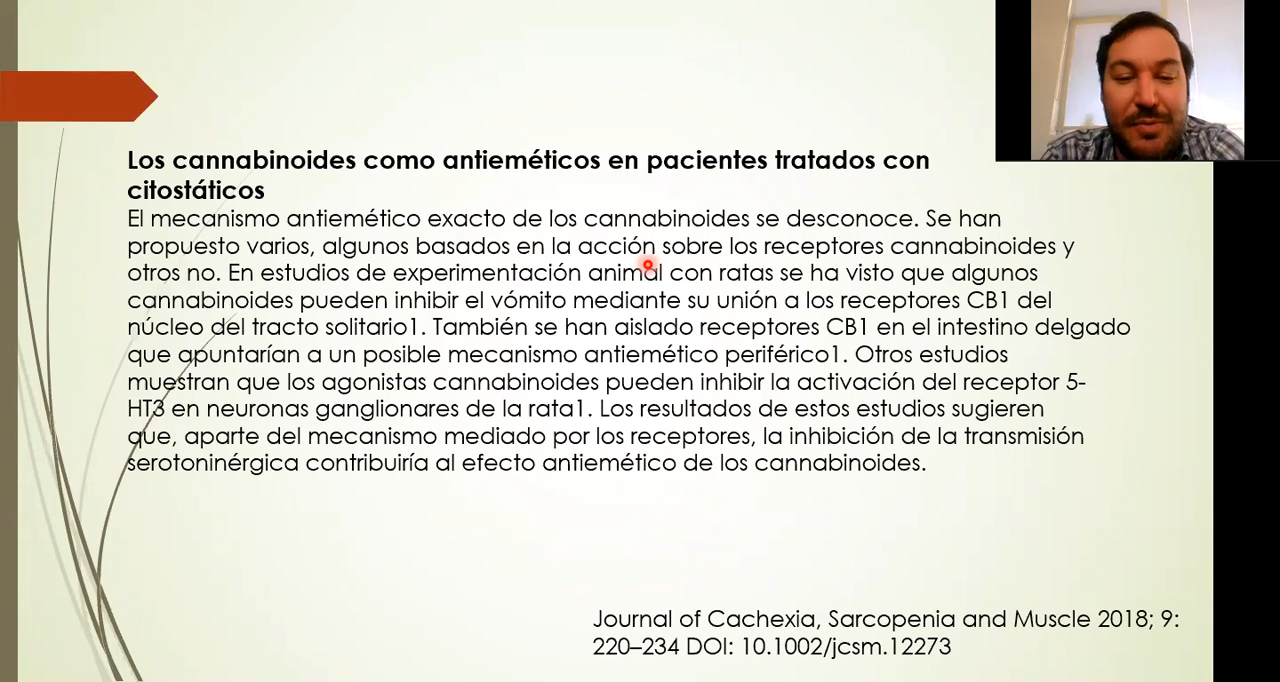 Los cannabinoides como antieméticos en pacientes tratados con
citostáticos
El mecanismo antiemético exacto de los cannabinoides se desconoce. Se han
propuesto varios, algunos basados en la acción sobre los receptores cannabinoides y
otros no. En estudios de experimentación animal con ratas se ha visto que algunos
cannabinoides pueden inhibir el vómito mediante su unión a los receptores CB1 del
núcleo del tracto solitario1. También se han aislado receptores CB1 en el intestino delgado
que apuntarían a un posible mecanismo antiemético periférico1. Otros estudios
muestran que los agonistas cannabinoides pueden inhibir la activación del receptor 5-
HT3 en neuronas ganglionares de la rata1. Los resultados de estos estudios sugieren
que, aparte del mecanismo mediado por los receptores, la inhibición de la transmisión
serotoninérgica contribuiría al efecto antiemético de los cannabinoides.
Journal of Cachexia, Sarcopenia and Muscle 2018; 9:
220–234 DOI: 10.1002/jcsm.12273